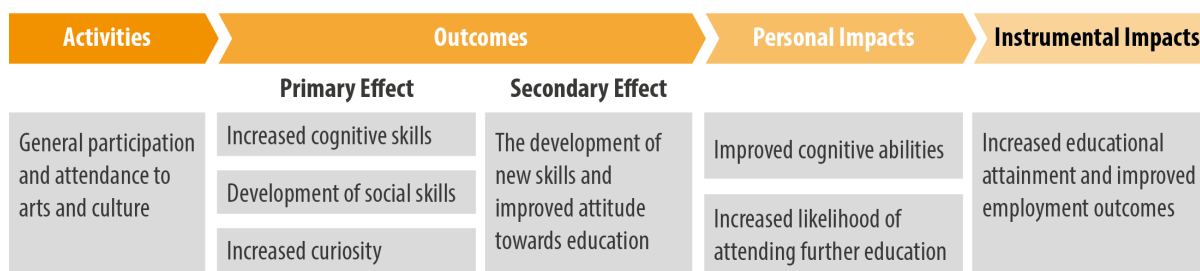 Activities
Outcomes
Personal Impacts
Instrumental Impacts
Primary Effect
Secondary Effect
General participation
and attendance to
arts and culture
Increased cognitive skills
Development of social skills
Increased curiosity
The development of
new skills and
improved attitude
towards education
Improved cognitive abilities
Increased likelihood of
attending further education
Increased educational
attainment and improved
employment outcomes